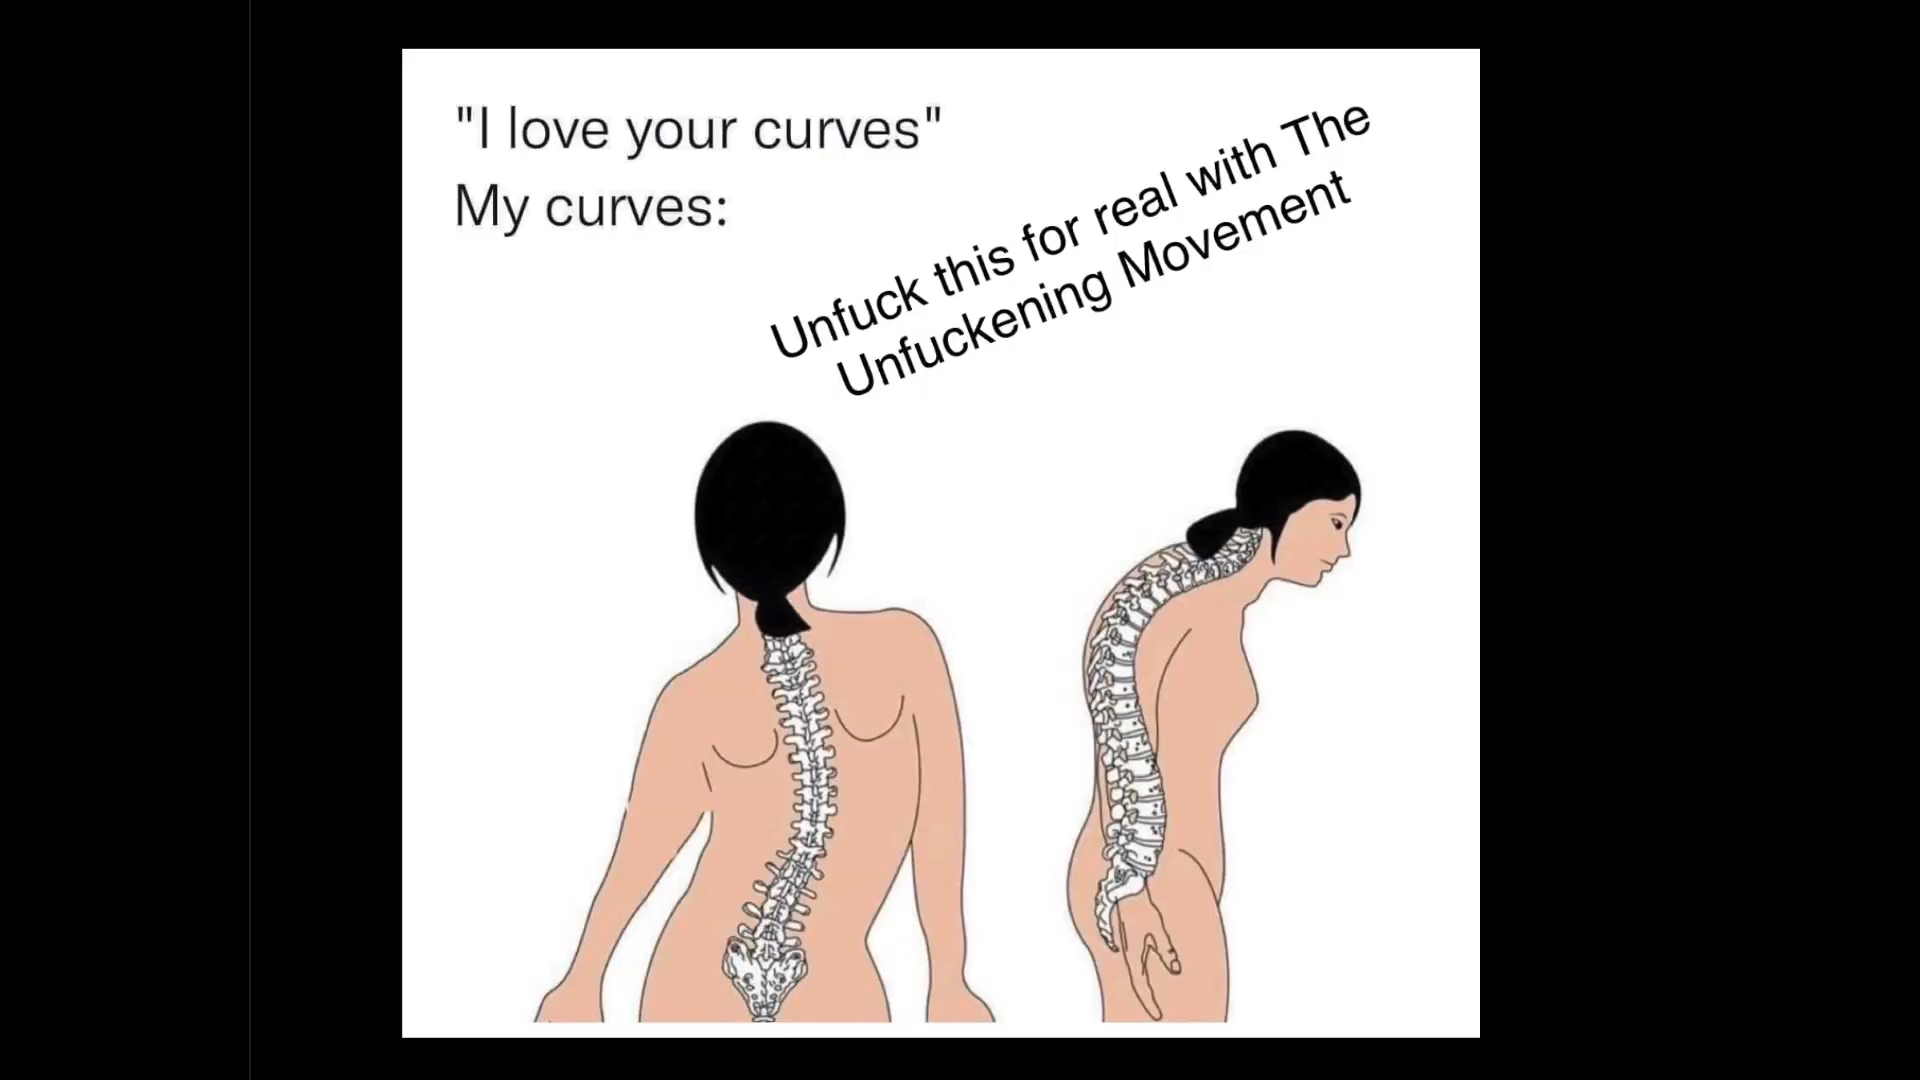 "I love your curves"
My curves:
Unfuck this for real with The
Unfuckening Movement